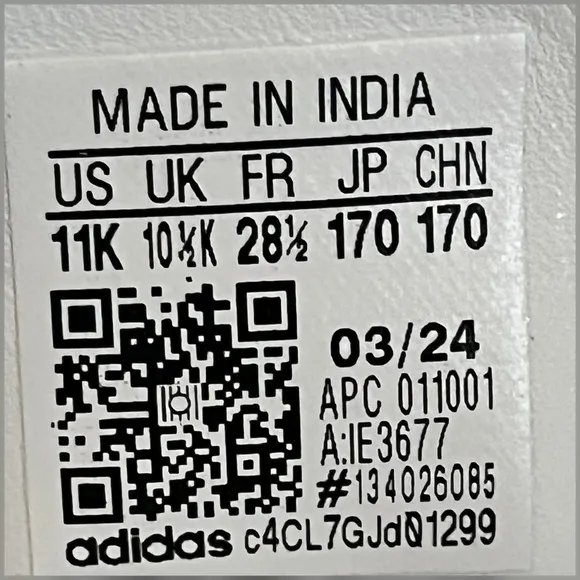 MADE IN INDIA
US UK FR JP CHN
11K 10½K 28½ 170 170
03/24
APC 011001
A:IE3677
#134026085
adidas c4CL7GJdQ1299